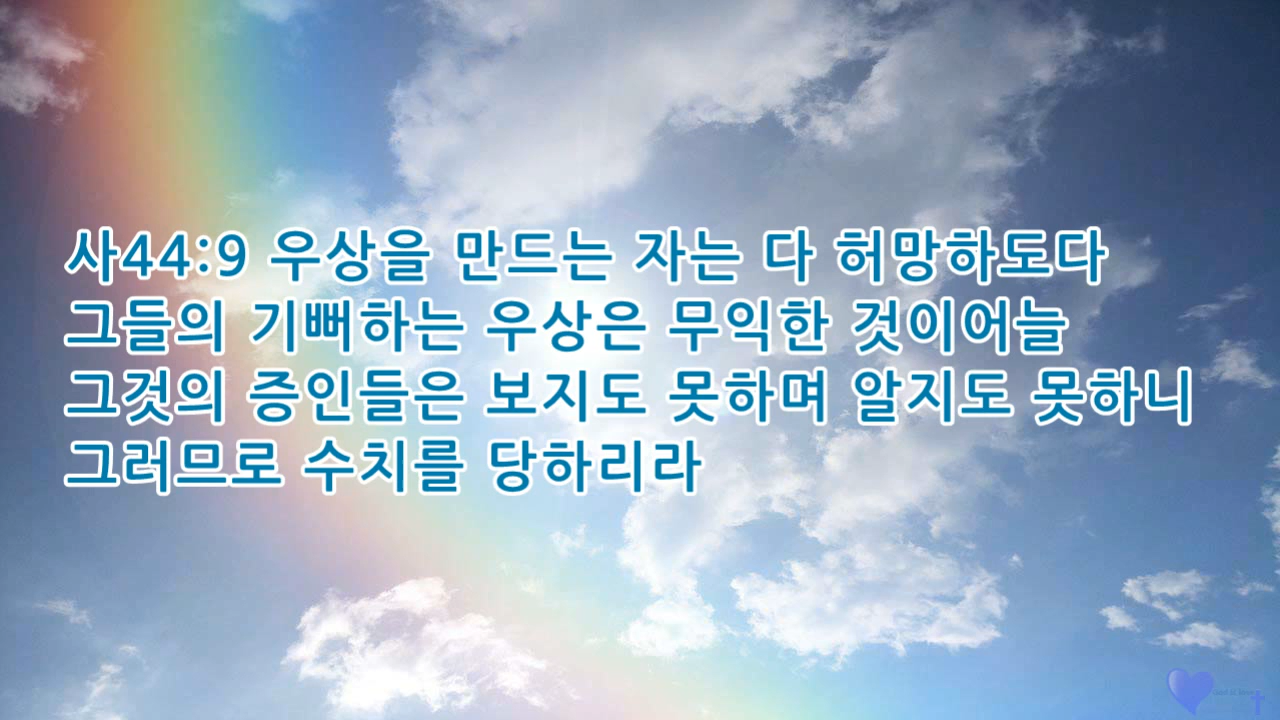 사44:9 우상을 만드는 자는 다 허망하도다
그들의 기뻐하는 우상은 무익한 것이어늘
그것의 증인들은 보지도 못하며 알지도 못하니
그러므로 수치를 당하리라